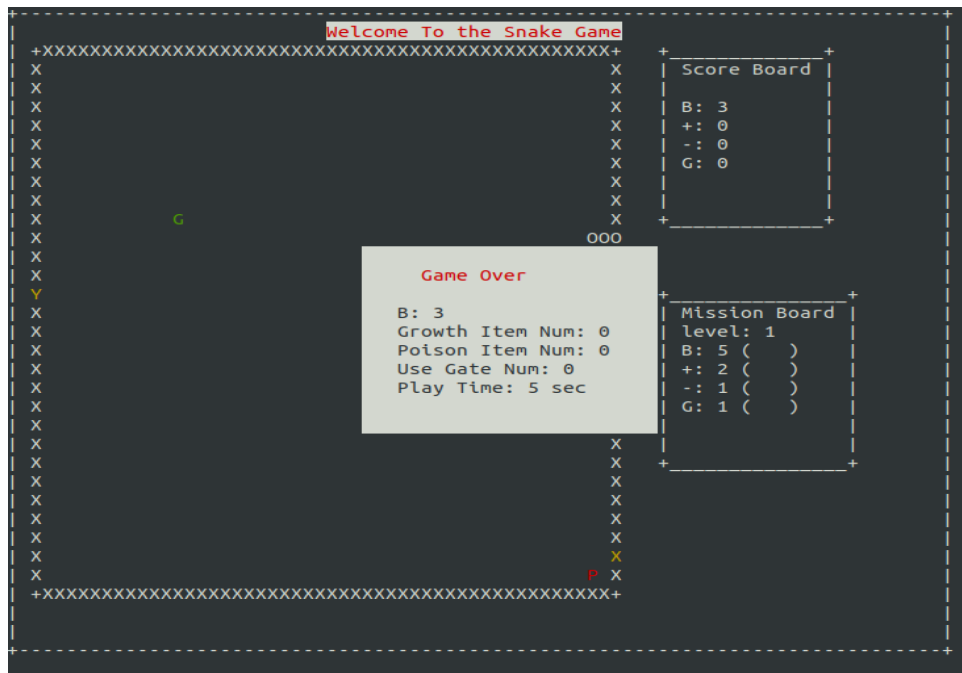 Welcome To the Snake Game
+XXXXXXXXXXXXXXXXXXXXXXXXXXXXXXXXXXXXXXXXXXXXXXXX+
Score Board
B: 3
+: 0
-: 0
G: 0
G
OOO
Game Over
B: 3
Growth Item Num: 0
Poison Item Num: 0
Use Gate Num: 0
Play Time: 5 sec
Y
Mission Board
level: 1
B: 5 (   )
+: 2 (   )
-: 1 (   )
G: 1 (   )
X
P X
+XXXXXXXXXXXXXXXXXXXXXXXXXXXXXXXXXXXXXXXXXXXXXXXX+